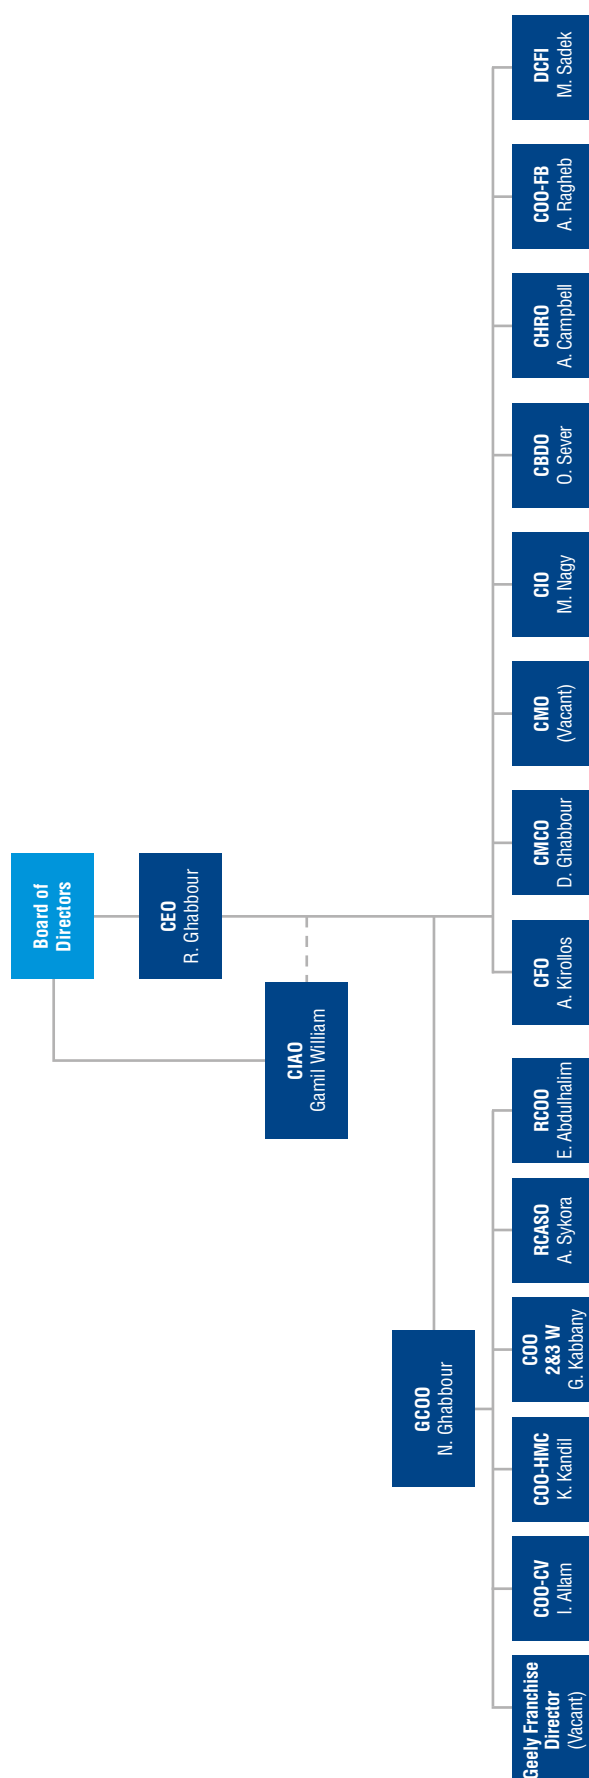 Board of
Directors
CEO
R. Ghabbour
CIAO
Gamil William
GCOO
N. Ghabbour
Geely Franchise
Director
(Vacant)
COO-CV
I. Allam
COO-HMC
K. Kandil
COO
2&3 W
G. Kabbany
RCASO
A. Sykora
RCOO
E. Abdulhalim
CFO
A. Kirollos
CMCO
D. Ghabbour
CMO
(Vacant)
CIO
M. Nagy
CBDO
O. Sever
CHRO
A. Campbell
COO-FB
A. Ragheb
DCFI
M. Sadek